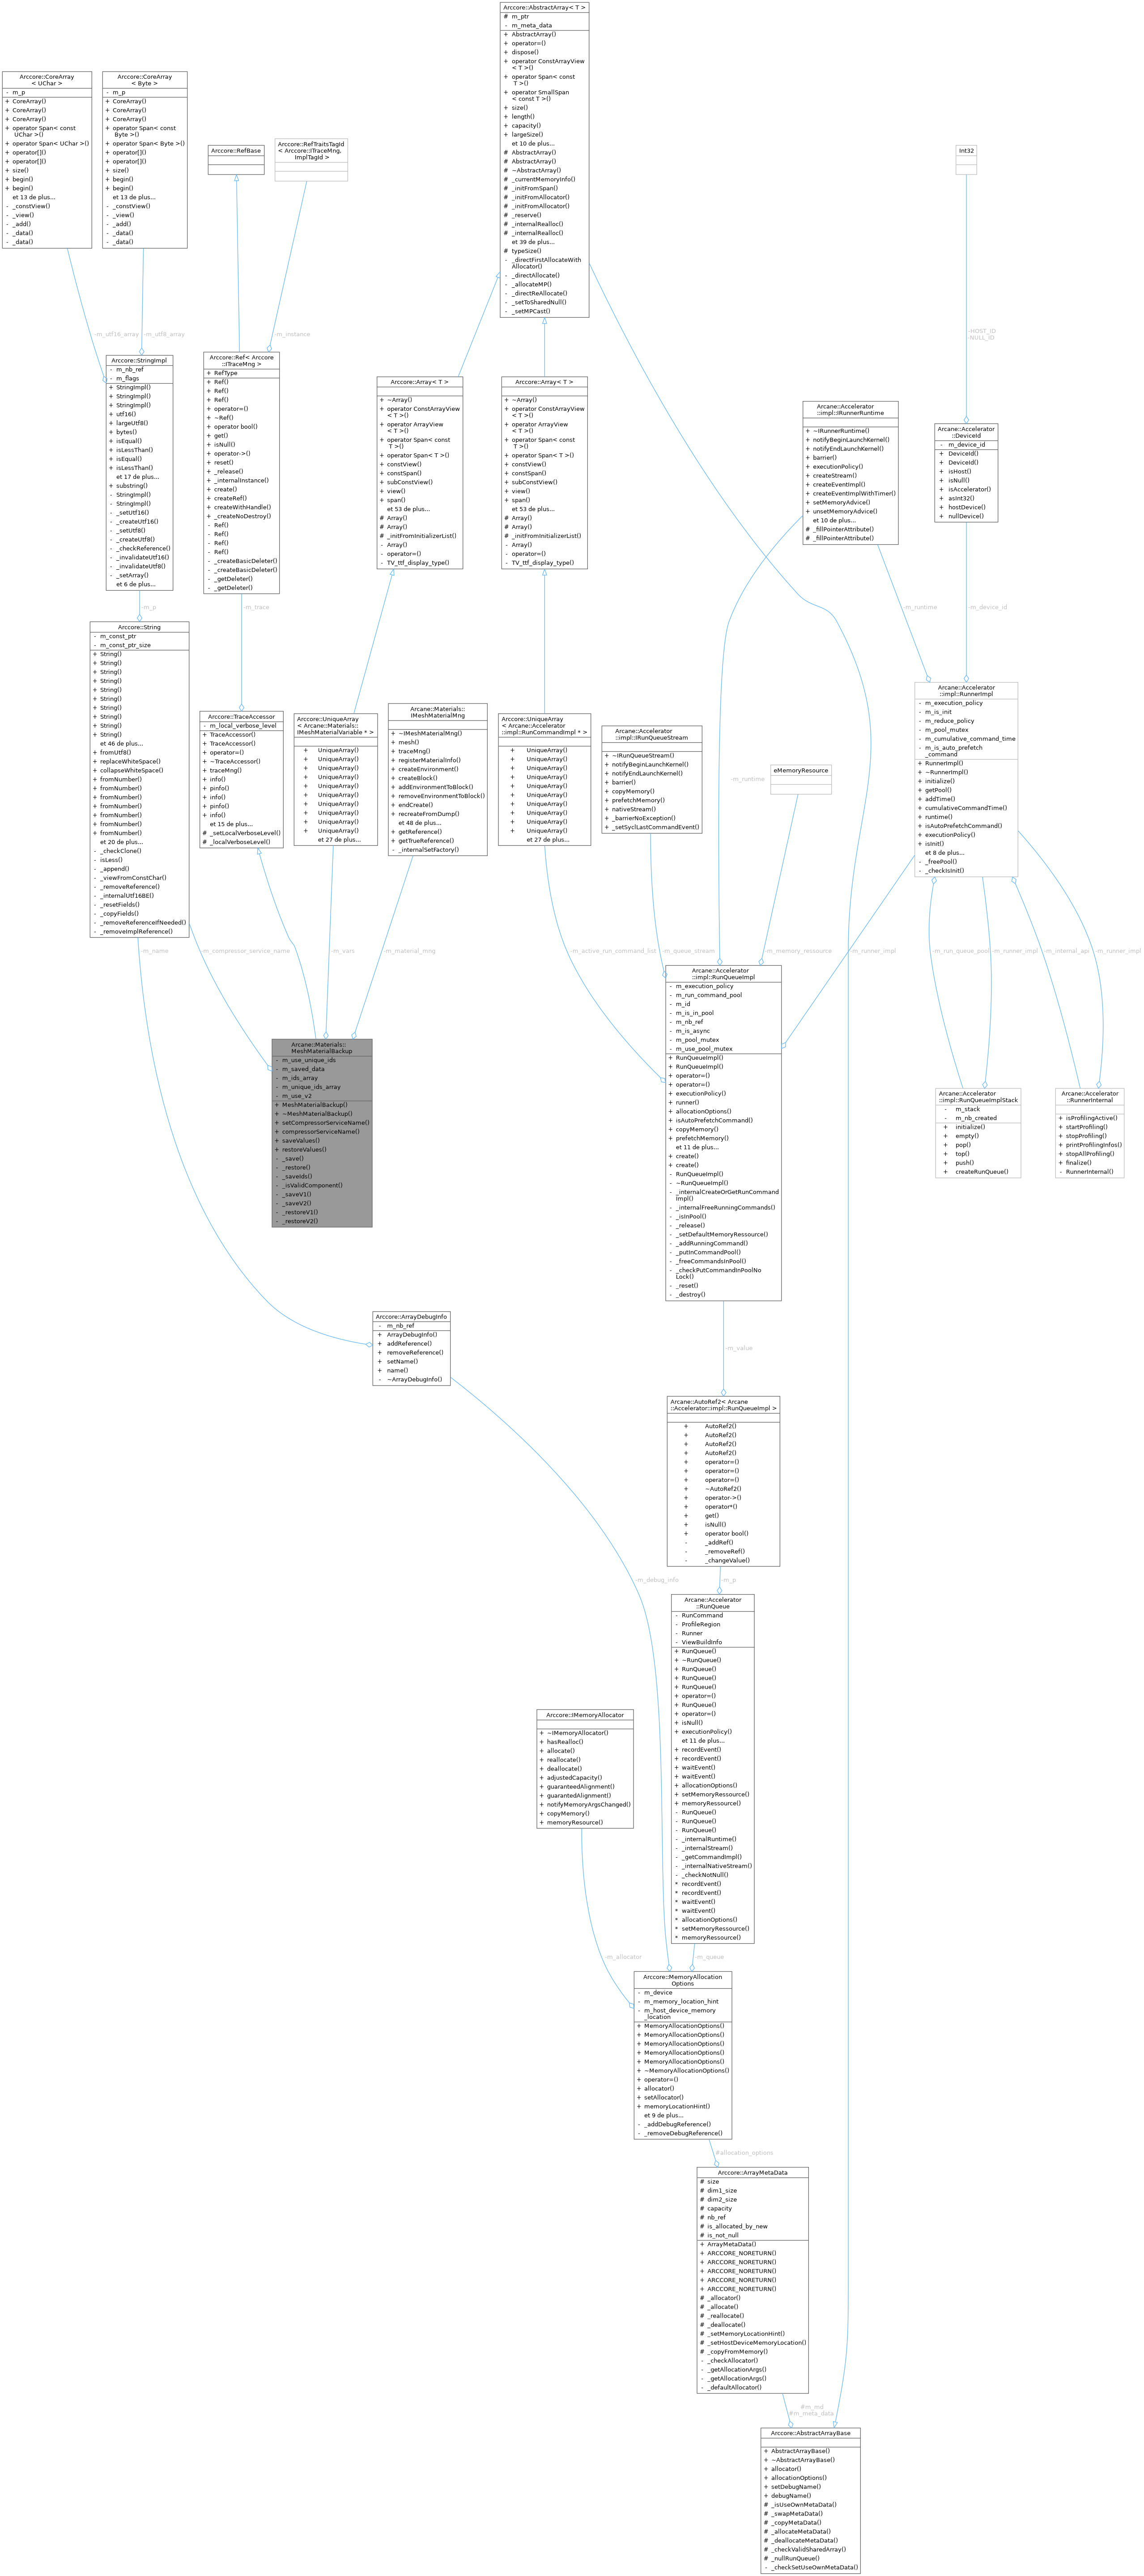 Arccore::AbstractArray< T >
# m_ptr
- m_meta_data
+ AbstractArray()
+ operator=()
+ dispose()
+ operator ConstArrayView
< T >()
+ operator Span< const
T >()
+ operator SmallSpan
< const T >()
+ size()
+ length()
+ capacity()
+ largeSize()
et 10 de plus...
# AbstractArray()
# AbstractArray()
# ~AbstractArray()
# _currentMemoryInfo()
# _initFromSpan()
# _initFromAllocator()
# _initFromAllocator()
# _reserve()
# _internalRealloc()
# _internalRealloc()
et 39 de plus...
# typeSize()
- _directFirstAllocateWith
Allocator()
- _directAllocate()
- _allocateMP()
- _directReAllocate()
- _setToSharedNull()
- _setMPCast()
Arccore::CoreArray
< UChar >
- m_p
+ CoreArray()
+ CoreArray()
+ CoreArray()
+ operator Span< const
UChar >()
+ operator Span< UChar >()
+ operator[]()
+ operator[]()
+ size()
+ begin()
+ begin()
et 13 de plus...
- _constView()
- _view()
- _add()
- _data()
- _data()
Arccore::CoreArray
< Byte >
- m_p
+ CoreArray()
+ CoreArray()
+ CoreArray()
+ operator Span< const
Byte >()
+ operator Span< Byte >()
+ operator[]()
+ operator[]()
+ size()
+ begin()
+ begin()
et 13 de plus...
- _constView()
- _view()
- _add()
- _data()
- _data()
Arccore::RefBase
Arccore::RefTraitsTagId
< Arccore::ITraceMng,
ImplTagId >
Int32
-m_utf16_array
-m_utf8_array
-m_instance
-HOST_ID
-NULL_ID
Arccore::StringImpl
- m_nb_ref
- m_flags
+ StringImpl()
+ StringImpl()
+ StringImpl()
+ utf16()
+ largeUtf8()
+ bytes()
+ isEqual()
+ isLessThan()
+ isEqual()
+ isLessThan()
et 17 de plus...
+ substring()
- StringImpl()
- StringImpl()
- _setUtf16()
- _createUtf16()
- _setUtf8()
- _createUtf8()
- _checkReference()
- _invalidateUtf16()
- _invalidateUtf8()
- _setArray()
et 6 de plus...
Arccore::Ref< Arccore
::ITraceMng >
+ RefType
+ Ref()
+ Ref()
+ Ref()
+ operator=()
+ ~Ref()
+ operator bool()
+ get()
+ isNull()
+ operator->()
+ reset()
+ _release()
+ _internalInstance()
+ create()
+ createRef()
+ createWithHandle()
+ _createNoDestroy()
- Ref()
- Ref()
- Ref()
- Ref()
- _createBasicDeleter()
- _createBasicDeleter()
- _getDeleter()
- _getDeleter()
Arccore::Array< T >
+ ~Array()
+ operator ConstArrayView
< T >()
+ operator ArrayView
< T >()
+ operator Span< const
T >()
+ operator Span< T >()
+ constView()
+ constSpan()
+ subConstView()
+ view()
+ span()
et 53 de plus...
# Array()
# Array()
# _initFromInitializerList()
- Array()
- operator=()
- TV_ttf_display_type()
Arccore::Array< T >
+ ~Array()
+ operator ConstArrayView
< T >()
+ operator ArrayView
< T >()
+ operator Span< const
T >()
+ operator Span< T >()
+ constView()
+ constSpan()
+ subConstView()
+ view()
+ span()
et 53 de plus...
# Array()
# Array()
# _initFromInitializerList()
- Array()
- operator=()
- TV_ttf_display_type()
Arcane::Accelerator
::impl::IRunnerRuntime
+ ~IRunnerRuntime()
+ notifyBeginLaunchKernel()
+ notifyEndLaunchKernel()
+ barrier()
+ executionPolicy()
+ createStream()
+ createEventImpl()
+ createEventImplWithTimer()
+ setMemoryAdvice()
+ unsetMemoryAdvice()
et 10 de plus...
# _fillPointerAttribute()
# _fillPointerAttribute()
Arcane::Accelerator
::DeviceId
- m_device_id
+ DeviceId()
+ DeviceId()
+ isHost()
+ isNull()
+ isAccelerator()
+ asInt32()
+ hostDevice()
+ nullDevice()
-m_p
-m_trace
-m_runtime
-m_device_id
Arccore::String
- m_const_ptr
- m_const_ptr_size
+ String()
+ String()
+ String()
+ String()
+ String()
+ String()
+ String()
+ String()
+ String()
+ String()
et 46 de plus...
+ fromUtf8()
+ replaceWhiteSpace()
+ collapseWhiteSpace()
+ fromNumber()
+ fromNumber()
+ fromNumber()
+ fromNumber()
+ fromNumber()
+ fromNumber()
+ fromNumber()
et 20 de plus...
- _checkClone()
- isLess()
- _append()
- _viewFromConstChar()
- _removeReference()
- _internalUtf16BE()
- _resetFields()
- _copyFields()
- _removeReferenceIfNeeded()
- _removeImplReference()
Arccore::TraceAccessor
- m_local_verbose_level
+ TraceAccessor()
+ TraceAccessor()
+ operator=()
+ ~TraceAccessor()
+ traceMng()
+ info()
+ pinfo()
+ info()
+ pinfo()
+ info()
et 15 de plus...
# _setLocalVerboseLevel()
# _localVerboseLevel()
Arccore::UniqueArray
< Arcane::Materials::
IMeshMaterialVariable * >
+ UniqueArray()
+ UniqueArray()
+ UniqueArray()
+ UniqueArray()
+ UniqueArray()
+ UniqueArray()
+ UniqueArray()
+ UniqueArray()
+ UniqueArray()
+ UniqueArray()
et 27 de plus...
Arcane::Materials::
IMeshMaterialMng
+ ~IMeshMaterialMng()
+ mesh()
+ traceMng()
+ registerMaterialInfo()
+ createEnvironment()
+ createBlock()
+ addEnvironmentToBlock()
+ removeEnvironmentToBlock()
+ endCreate()
+ recreateFromDump()
et 48 de plus...
+ getReference()
+ getTrueReference()
- _internalSetFactory()
Arccore::UniqueArray
< Arcane::Accelerator
::impl::RunCommandImpl * >
+ UniqueArray()
+ UniqueArray()
+ UniqueArray()
+ UniqueArray()
+ UniqueArray()
+ UniqueArray()
+ UniqueArray()
+ UniqueArray()
+ UniqueArray()
+ UniqueArray()
et 27 de plus...
Arcane::Accelerator
::impl::IRunQueueStream
+ ~IRunQueueStream()
+ notifyBeginLaunchKernel()
+ notifyEndLaunchKernel()
+ barrier()
+ copyMemory()
+ prefetchMemory()
+ nativeStream()
+ _barrierNoException()
+ _setSyclLastCommandEvent()
-m_runtime
eMemoryResource
Arcane::Accelerator
::impl::RunnerImpl
- m_execution_policy
- m_is_init
- m_reduce_policy
- m_pool_mutex
- m_cumulative_command_time
- m_is_auto_prefetch
_command
+ RunnerImpl()
+ ~RunnerImpl()
+ initialize()
+ getPool()
+ addTime()
+ cumulativeCommandTime()
+ runtime()
+ isAutoPrefetchCommand()
+ executionPolicy()
+ isInit()
et 8 de plus...
- _freePool()
- _checkIsInit()
-m_name
-m_compressor_service_name
-m_vars
-m_material_mng
-m_active_run_command_list
-m_queue_stream
-m_memory_ressource
-m_runner_impl
-m_run_queue_pool
-m_runner_impl
-m_internal_api
-m_runner_impl
Arcane::Materials::
MeshMaterialBackup
- m_use_unique_ids
- m_saved_data
- m_ids_array
- m_unique_ids_array
- m_use_v2
+ MeshMaterialBackup()
+ ~MeshMaterialBackup()
+ setCompressorServiceName()
+ compressorServiceName()
+ saveValues()
+ restoreValues()
- _save()
- _restore()
- _saveIds()
- _isValidComponent()
- _saveV1()
- _saveV2()
- _restoreV1()
- _restoreV2()
Arcane::Accelerator
::impl::RunQueueImpl
- m_execution_policy
- m_run_command_pool
- m_id
- m_is_in_pool
- m_nb_ref
- m_is_async
- m_pool_mutex
- m_use_pool_mutex
+ RunQueueImpl()
+ RunQueueImpl()
+ operator=()
+ operator=()
+ executionPolicy()
+ runner()
+ allocationOptions()
+ isAutoPrefetchCommand()
+ copyMemory()
+ prefetchMemory()
et 11 de plus...
+ create()
+ create()
- RunQueueImpl()
- ~RunQueueImpl()
- _internalCreateOrGetRunCommand
Impl()
- _internalFreeRunningCommands()
- _isInPool()
- _release()
- _setDefaultMemoryRessource()
- _addRunningCommand()
- _putInCommandPool()
- _freeCommandsInPool()
- _checkPutCommandInPoolNo
Lock()
- _reset()
- _destroy()
Arcane::Accelerator
::impl::RunQueueImplStack
- m_stack
- m_nb_created
+ initialize()
+ empty()
+ pop()
+ top()
+ push()
+ createRunQueue()
Arcane::Accelerator
::RunnerInternal
+ isProfilingActive()
+ startProfiling()
+ stopProfiling()
+ printProfilingInfos()
+ stopAllProfiling()
+ finalize()
- RunnerInternal()
Arccore::ArrayDebugInfo
- m_nb_ref
+ ArrayDebugInfo()
+ addReference()
+ removeReference()
+ setName()
+ name()
- ~ArrayDebugInfo()
-m_value
Arcane::AutoRef2< Arcane
::Accelerator::impl::RunQueueImpl >
+ AutoRef2()
+ AutoRef2()
+ AutoRef2()
+ AutoRef2()
+ operator=()
+ operator=()
+ operator=()
+ ~AutoRef2()
+ operator->()
+ operator*()
+ get()
+ isNull()
+ operator bool()
- _addRef()
- _removeRef()
- _changeValue()
-m_debug_info
-m_p
Arcane::Accelerator
::RunQueue
- RunCommand
- ProfileRegion
- Runner
- ViewBuildInfo
+ RunQueue()
+ ~RunQueue()
+ RunQueue()
+ RunQueue()
+ RunQueue()
+ operator=()
+ RunQueue()
+ operator=()
+ isNull()
+ executionPolicy()
et 11 de plus...
+ recordEvent()
+ recordEvent()
+ waitEvent()
+ waitEvent()
+ allocationOptions()
+ setMemoryRessource()
+ memoryRessource()
- RunQueue()
- RunQueue()
- RunQueue()
- _internalRuntime()
- _internalStream()
- _getCommandImpl()
- _internalNativeStream()
- _checkNotNull()
* recordEvent()
* recordEvent()
* waitEvent()
* waitEvent()
* allocationOptions()
* setMemoryRessource()
* memoryRessource()
Arccore::IMemoryAllocator
+ ~IMemoryAllocator()
+ hasRealloc()
+ allocate()
+ reallocate()
+ deallocate()
+ adjustedCapacity()
+ guaranteedAlignment()
+ guarantedAlignment()
+ notifyMemoryArgsChanged()
+ copyMemory()
+ memoryResource()
-m_allocator
-m_queue
Arccore::MemoryAllocation
Options
- m_device
- m_memory_location_hint
- m_host_device_memory
_location
+ MemoryAllocationOptions()
+ MemoryAllocationOptions()
+ MemoryAllocationOptions()
+ MemoryAllocationOptions()
+ MemoryAllocationOptions()
+ ~MemoryAllocationOptions()
+ operator=()
+ allocator()
+ setAllocator()
+ memoryLocationHint()
et 9 de plus...
- _addDebugReference()
- _removeDebugReference()
#allocation_options
Arccore::ArrayMetaData
# size
# dim1_size
# dim2_size
# capacity
# nb_ref
# is_allocated_by_new
# is_not_null
+ ArrayMetaData()
+ ARCCORE_NORETURN()
+ ARCCORE_NORETURN()
+ ARCCORE_NORETURN()
+ ARCCORE_NORETURN()
+ ARCCORE_NORETURN()
# _allocator()
# _allocate()
# _reallocate()
# _deallocate()
# _setMemoryLocationHint()
# _setHostDeviceMemoryLocation()
# _copyFromMemory()
- _checkAllocator()
- _getAllocationArgs()
- _getAllocationArgs()
- _defaultAllocator()
#m_md
#m_meta_data
Arccore::AbstractArrayBase
+ AbstractArrayBase()
+ ~AbstractArrayBase()
+ allocator()
+ allocationOptions()
+ setDebugName()
+ debugName()
# _isUseOwnMetaData()
# _swapMetaData()
# _copyMetaData()
# _allocateMetaData()
# _deallocateMetaData()
# _checkValidSharedArray()
# _nullRunQueue()
- _checkSetUseOwnMetaData()